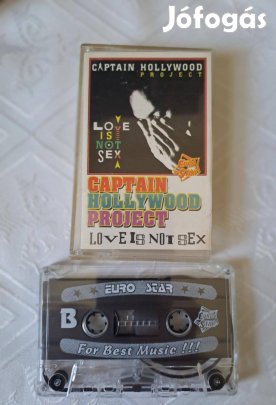 Jófogás
CAPTAIN HOLLYWOOD
PROJECT
LOVE
IS
NOT
SEX
CAPTAIN
HOLLYWOOD
PROJECT
LOVE IS NOT SEX
EURO STAR
B
For Best Music !!!